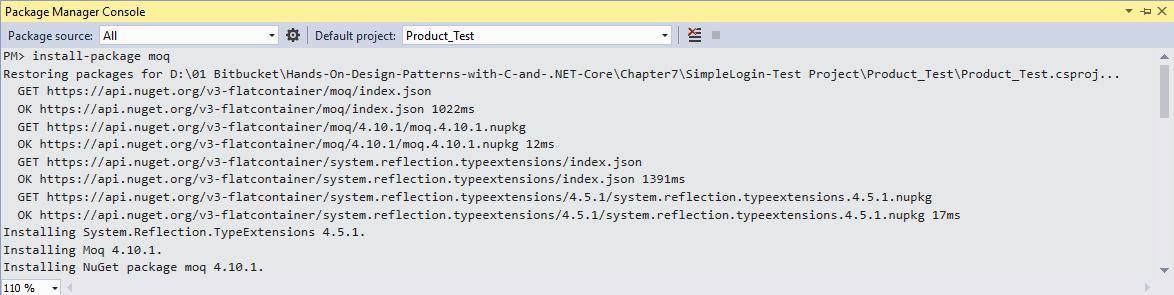 Package Manager Console
Package source: All Default project: Product_Test
PM> install-package moq
Restoring packages for D:\01 Bitbucket\Hands-On-Design-Patterns-with-C-and-.NET-Core\Chapter7\SimpleLogin-Test Project\Product_Test\Product_Test.csproj...
GET https://api.nuget.org/v3-flatcontainer/moq/index.json
OK https://api.nuget.org/v3-flatcontainer/moq/index.json 1022ms
GET https://api.nuget.org/v3-flatcontainer/moq/4.10.1/moq.4.10.1.nupkg
OK https://api.nuget.org/v3-flatcontainer/moq/4.10.1/moq.4.10.1.nupkg 12ms
GET https://api.nuget.org/v3-flatcontainer/system.reflection.typeextensions/index.json
OK https://api.nuget.org/v3-flatcontainer/system.reflection.typeextensions/index.json 1391ms
GET https://api.nuget.org/v3-flatcontainer/system.reflection.typeextensions/4.5.1/system.reflection.typeextensions.4.5.1.nupkg
OK https://api.nuget.org/v3-flatcontainer/system.reflection.typeextensions/4.5.1/system.reflection.typeextensions.4.5.1.nupkg 17ms
Installing System.Reflection.TypeExtensions 4.5.1.
Installing Moq 4.10.1.
Installing NuGet package moq 4.10.1.
110 %